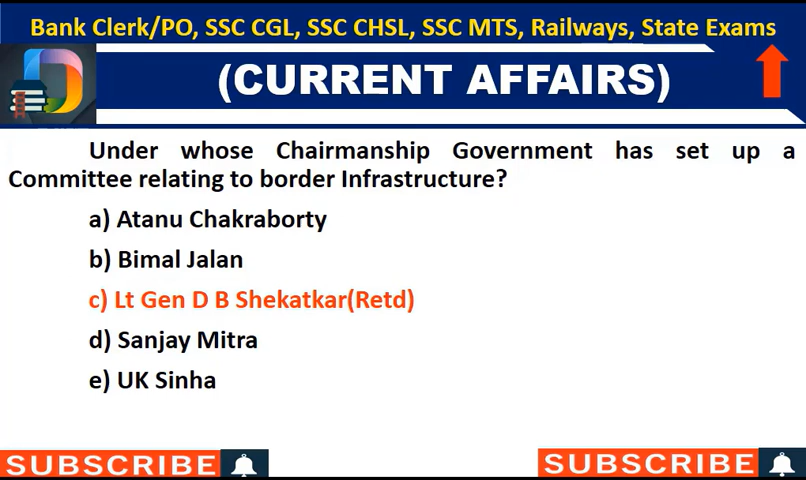 Bank Clerk/PO, SSC CGL, SSC CHSL, SSC MTS, Railways, State Exams
(CURRENT AFFAIRS)
Under whose Chairmanship Government has set up a
Committee relating to border Infrastructure?
a) Atanu Chakraborty
b) Bimal Jalan
c) Lt Gen D B Shekatkar(Retd)
d) Sanjay Mitra
e) UK Sinha
SUBSCRIBE SUBSCRIBE